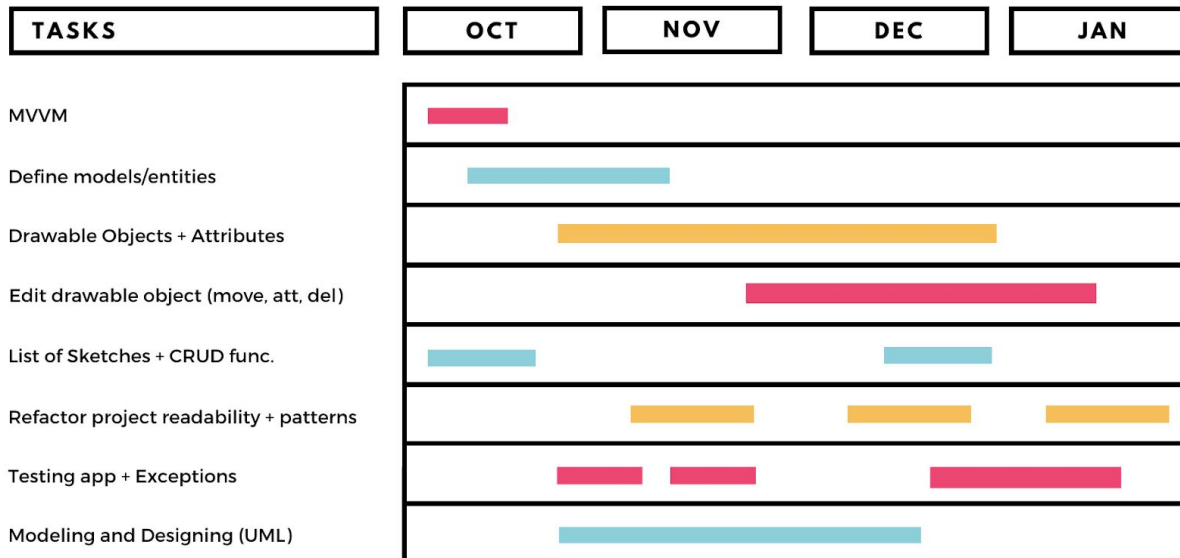 TASKS OCT NOV DEC JAN
MVVM
Define models/entities
Drawable Objects + Attributes
Edit drawable object (move, att, del)
List of Sketches + CRUD func.
Refactor project readability + patterns
Testing app + Exceptions
Modeling and Designing (UML)